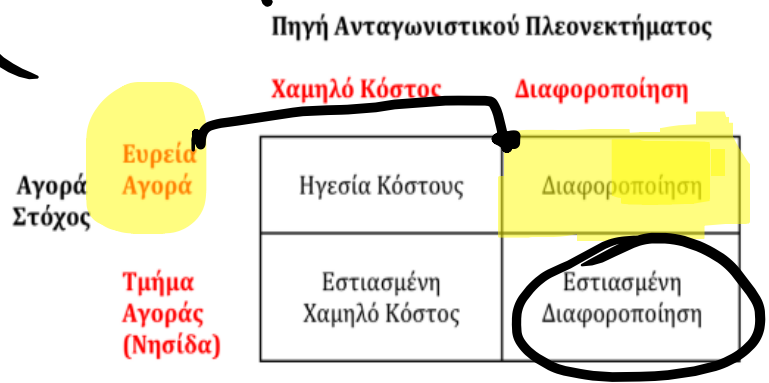 Πηγή Ανταγωνιστικού Πλεονεκτήματος
Χαμηλό Κόστος Διαφοροποίηση
Ευρεία
Αγορά
Αγορά
Στόχος
Ηγεσία Κόστους
Διαφοροποίηση
Τμήμα
Αγοράς
(Νησίδα)
Εστιασμένη
Χαμηλό Κόστος
Εστιασμένη
Διαφοροποίηση